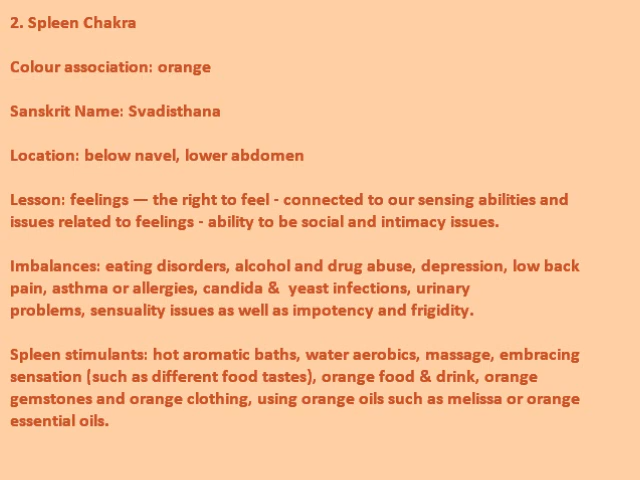 2. Spleen Chakra
Colour association: orange
Sanskrit Name: Svadisthana
Location: below navel, lower abdomen
Lesson: feelings — the right to feel - connected to our sensing abilities and
issues related to feelings - ability to be social and intimacy issues.
Imbalances: eating disorders, alcohol and drug abuse, depression, low back
pain, asthma or allergies, candida &  yeast infections, urinary
problems, sensuality issues as well as impotency and frigidity.
Spleen stimulants: hot aromatic baths, water aerobics, massage, embracing
sensation (such as different food tastes), orange food & drink, orange
gemstones and orange clothing, using orange oils such as melissa or orange
essential oils.